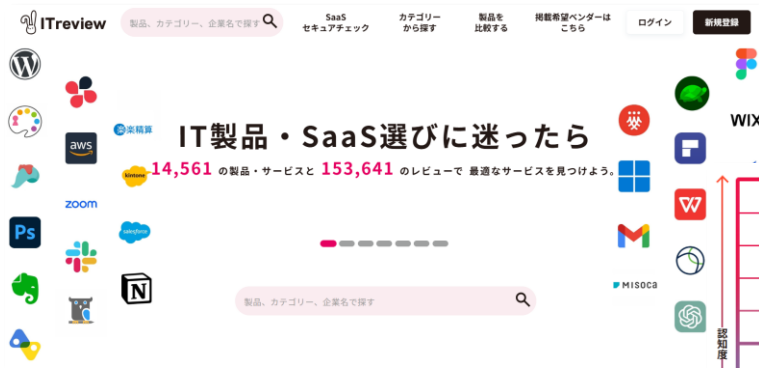 ITreview
製品、カテゴリー、企業名で探す
SaaS
セキュアチェック
カテゴリー
から探す
製品を
比較する
掲載希望ベンダーは
こちら
ログイン
新規登録
楽楽精算
aws
kintone
zoom
Ps
salesforce
N
WIX
MISOCA
IT製品・SaaS選びに迷ったら
14,561 の製品・サービスと 153,641 のレビューで 最適なサービスを見つけよう。
製品、カテゴリー、企業名で探す
認知度